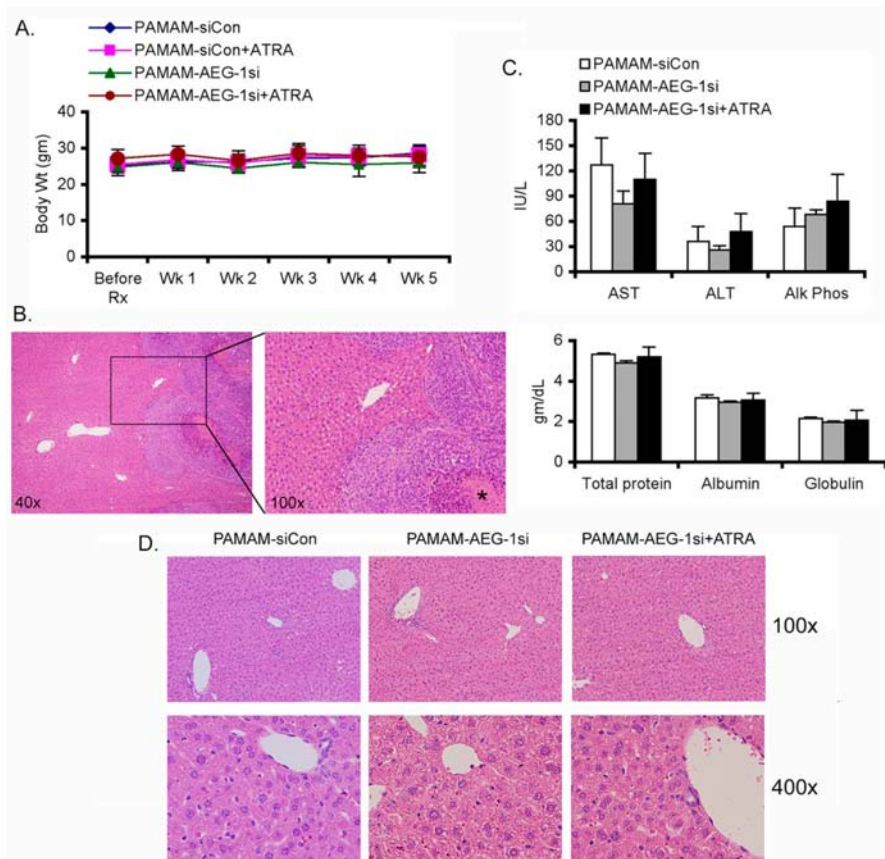 A.
PAMAM-siCon
PAMAM-siCon+ATRA
PAMAM-AEG-1si
PAMAM-AEG-1si+ATRA
Body Wt (gm)
40
30
20
10
0
Before Rx
Wk 1
Wk 2
Wk 3
Wk 4
Wk 5
B.
40x
100x
*
C.
PAMAM-siCon
PAMAM-AEG-1si
PAMAM-AEG-1si+ATRA
IU/L
180
150
120
90
60
30
0
AST
ALT
Alk Phos
gm/dL
6
4
2
0
Total protein
Albumin
Globulin
D.
PAMAM-siCon
PAMAM-AEG-1si
PAMAM-AEG-1si+ATRA
100x
400x